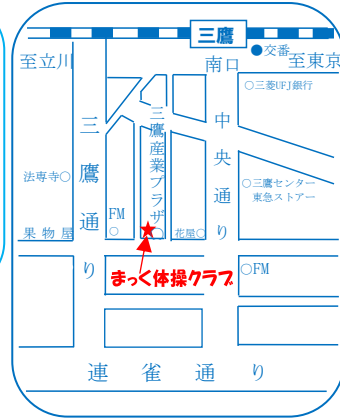 三鷹
至立川
南口
●交番
至東京
○三菱UFJ銀行
三鷹通り
三鷹産業プラザ○
中央通り
法専寺○
○三鷹センター
東急ストアー
FM
○
果物屋
花屋○
○FM
まっく体操クラブ
連雀通り